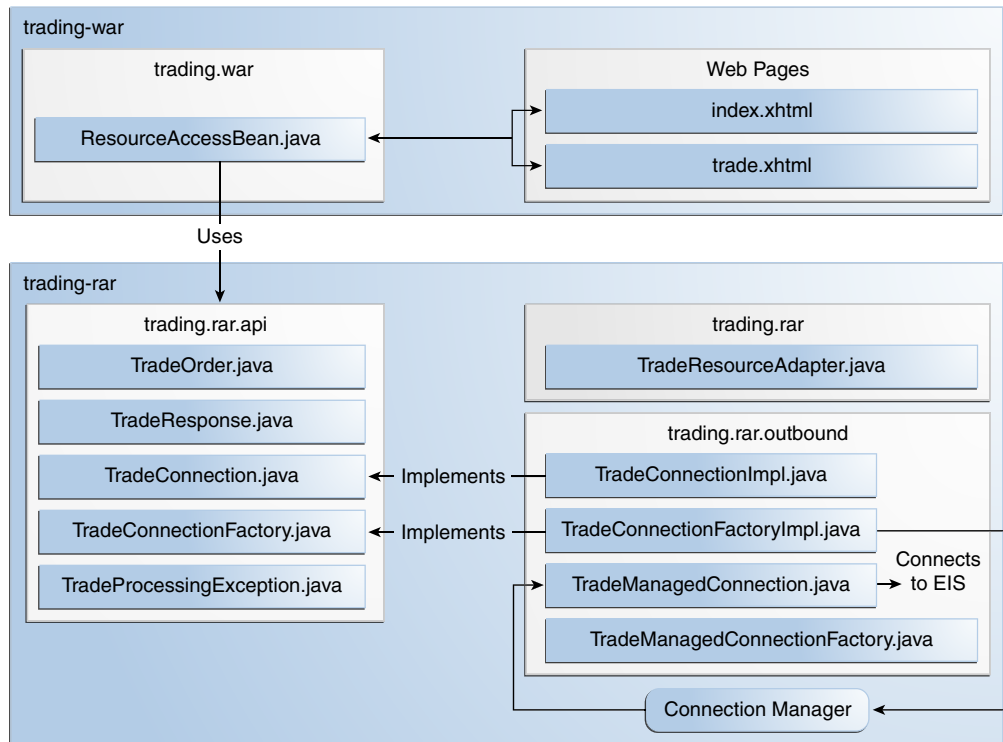 trading-war
trading.war
ResourceAccessBean.java
Web Pages
index.xhtml
trade.xhtml
Uses
trading-rar
trading.rar.api
TradeOrder.java
TradeResponse.java
TradeConnection.java
TradeConnectionFactory.java
TradeProcessingException.java
Implements
Implements
trading.rar
TradeResourceAdapter.java
trading.rar.outbound
TradeConnectionImpl.java
TradeConnectionFactoryImpl.java
TradeManagedConnection.java
Connects
to EIS
TradeManagedConnectionFactory.java
Connection Manager